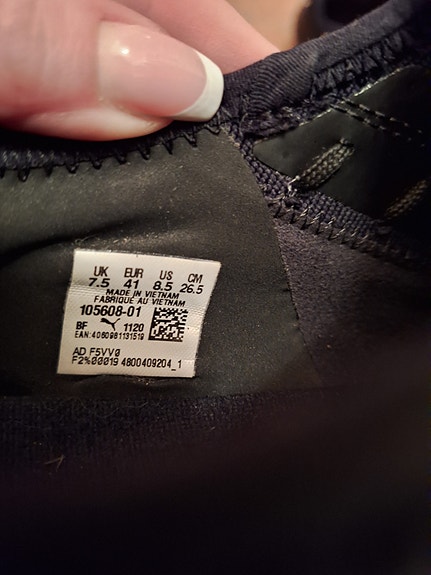 UK EUR US CM
7.5 41 8.5 26.5
MADE IN VIETNAM
FABRIQUE AU VIETNAM
105608-01
BF 1120
EAN:4060981131519
AD F5VV0
F2%00019 4800409204_1